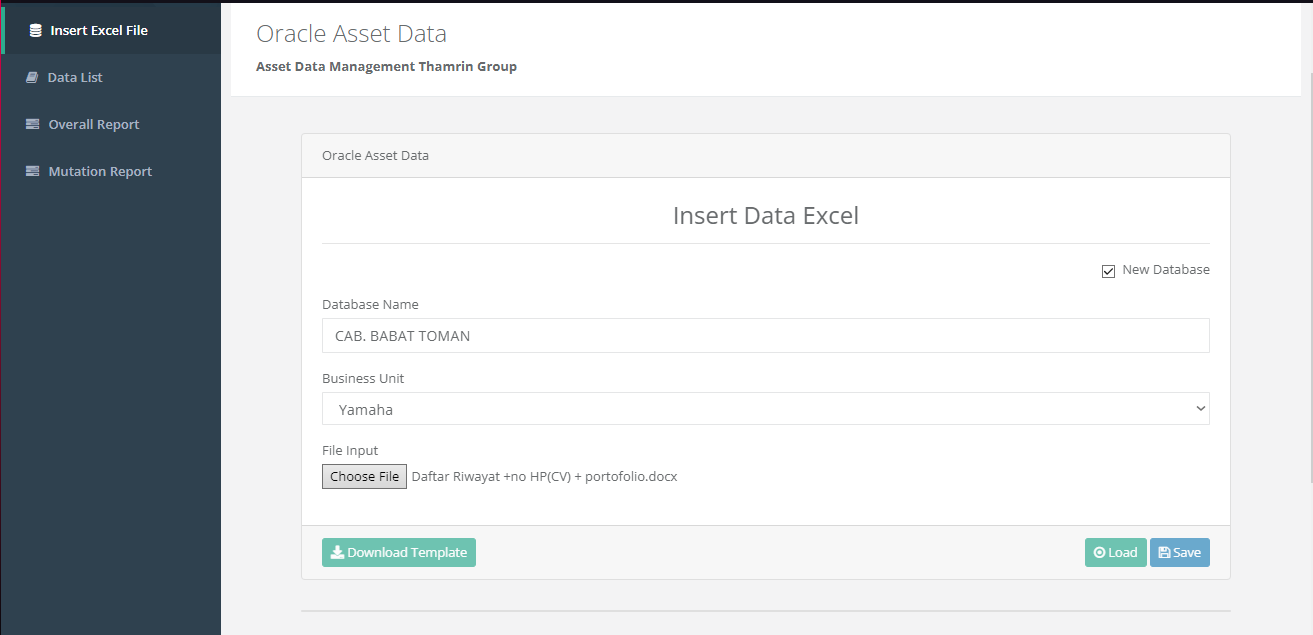 Insert Excel File
Data List
Overall Report
Mutation Report
Oracle Asset Data
Asset Data Management Thamrin Group
Oracle Asset Data
Insert Data Excel
New Database
Database Name
CAB. BABAT TOMAN
Business Unit
Yamaha
File Input
Choose File Daftar Riwayat +no HP(CV) + portofolio.docx
Download Template Load Save